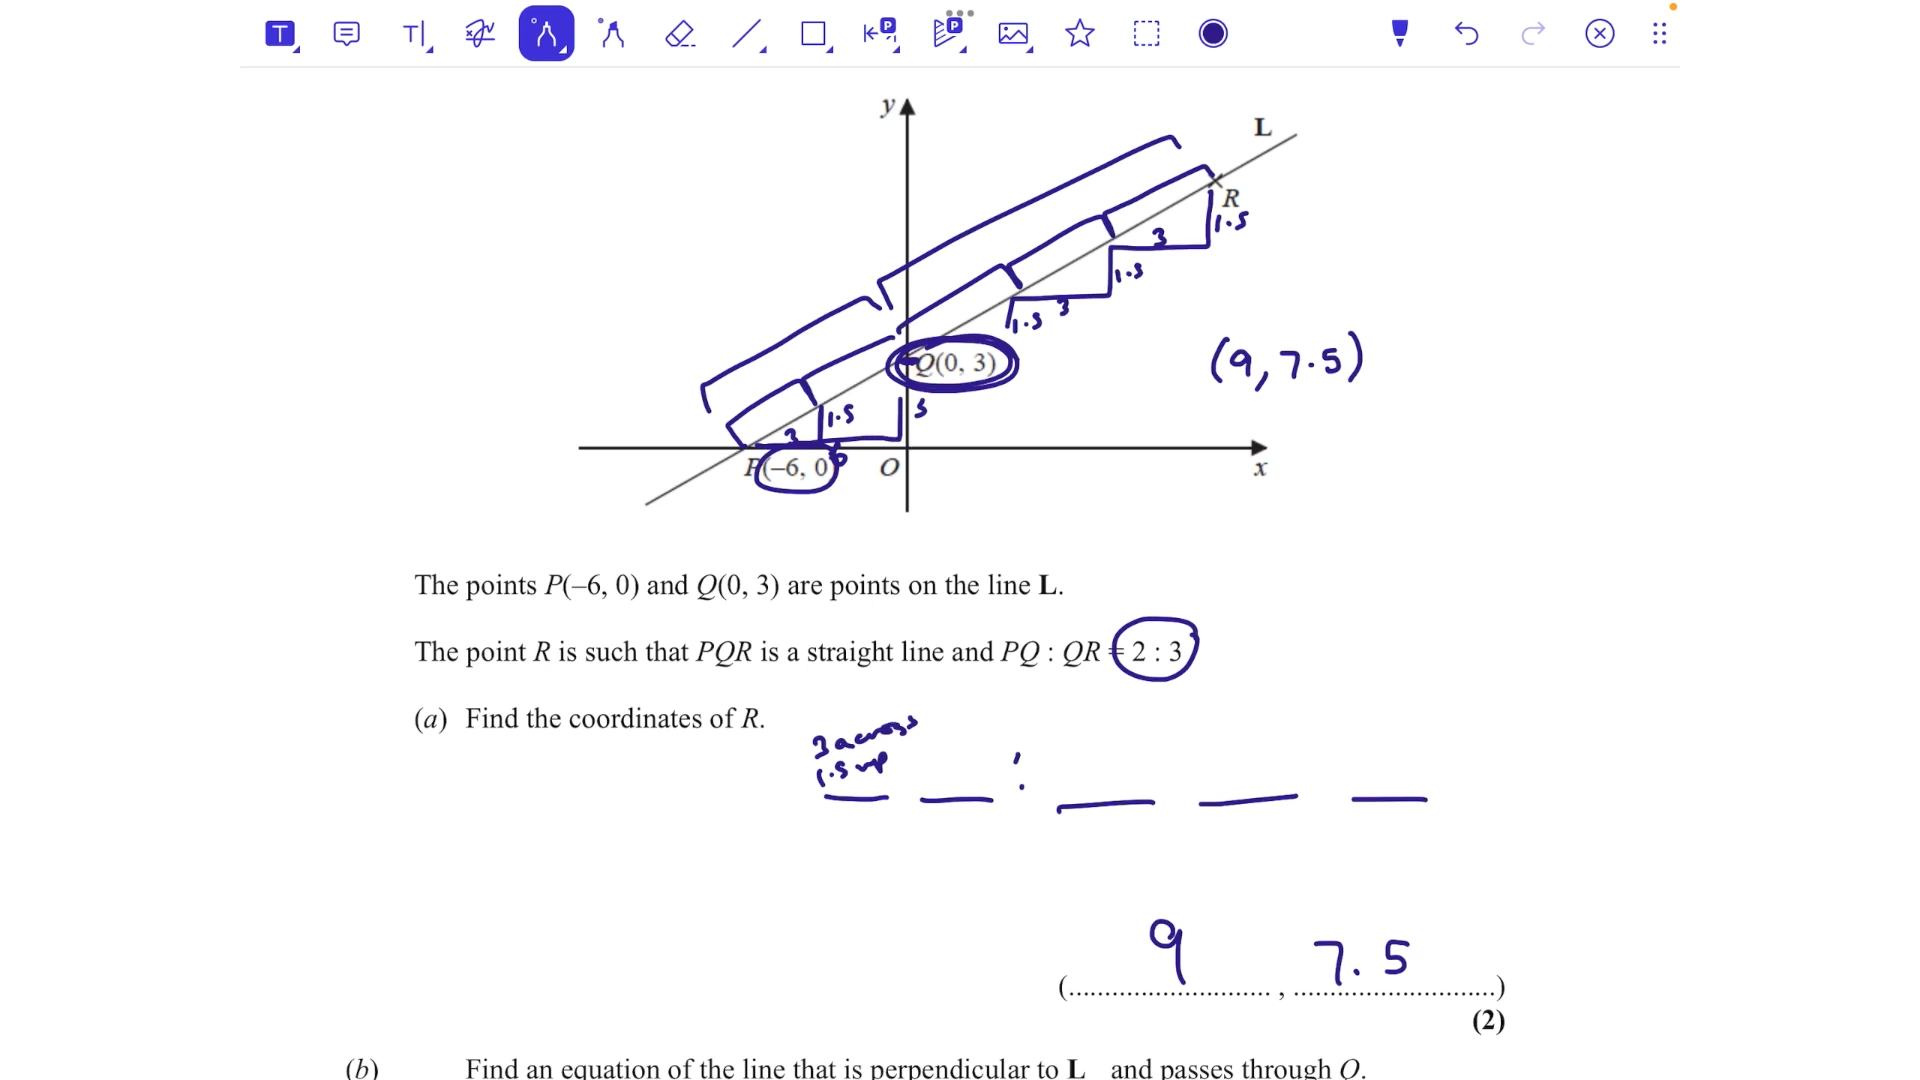 y
L
R
1.5
3
1.5
1.5 3
Q(0, 3)
(9, 7.5)
1.5
3
3
6
P(–6, 0)
O
x
The points P(–6, 0) and Q(0, 3) are points on the line L.
The point R is such that PQR is a straight line and PQ : QR = 2 : 3
(a) Find the coordinates of R.
3 across
1.5 up
:
9 7.5
(............................ , ............................)
(2)
(b) Find an equation of the line that is perpendicular to L and passes through Q.